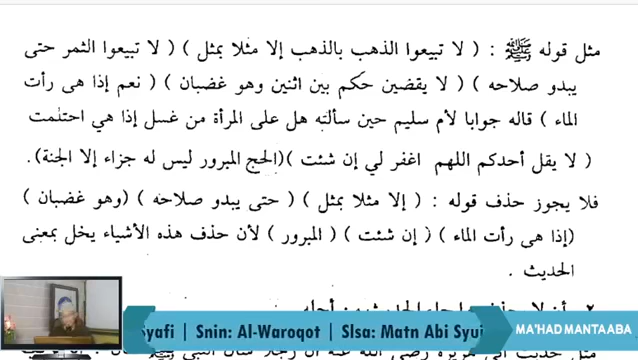 مثل قوله ﷺ : ( لا تبيعوا الذهب بالذهب إلا مثلا بمثل ) ( لا تبيعوا الثمر حتى
يبدو صلاحه ) ( لا يقضين حكم بين اثنين وهو غضبان ) ( نعم إذا هى رأت
الماء ) قاله جوابا لأم سليم حين سألته هل على المرأة من غسل إذا هي احتلمت
( لا يقل أحدكم اللهم اغفر لي إن شئت )(الحج المبرور ليس له جزاء إلا الجنة).
فلا يجوز حذف قوله : ( إلا مثلا بمثل ) ( حتى يبدو صلاحه ) (وهو غضبان )
(إذا هى رأت الماء ) ( إن شئت ) ( المبرور ) لأن حذف هذه الأشياء يخل بمعنى
الحديث .
Syafi | Snin: Al-Waroqot | Slsa: Matn Abi Syui
MA'HAD MANTAABA